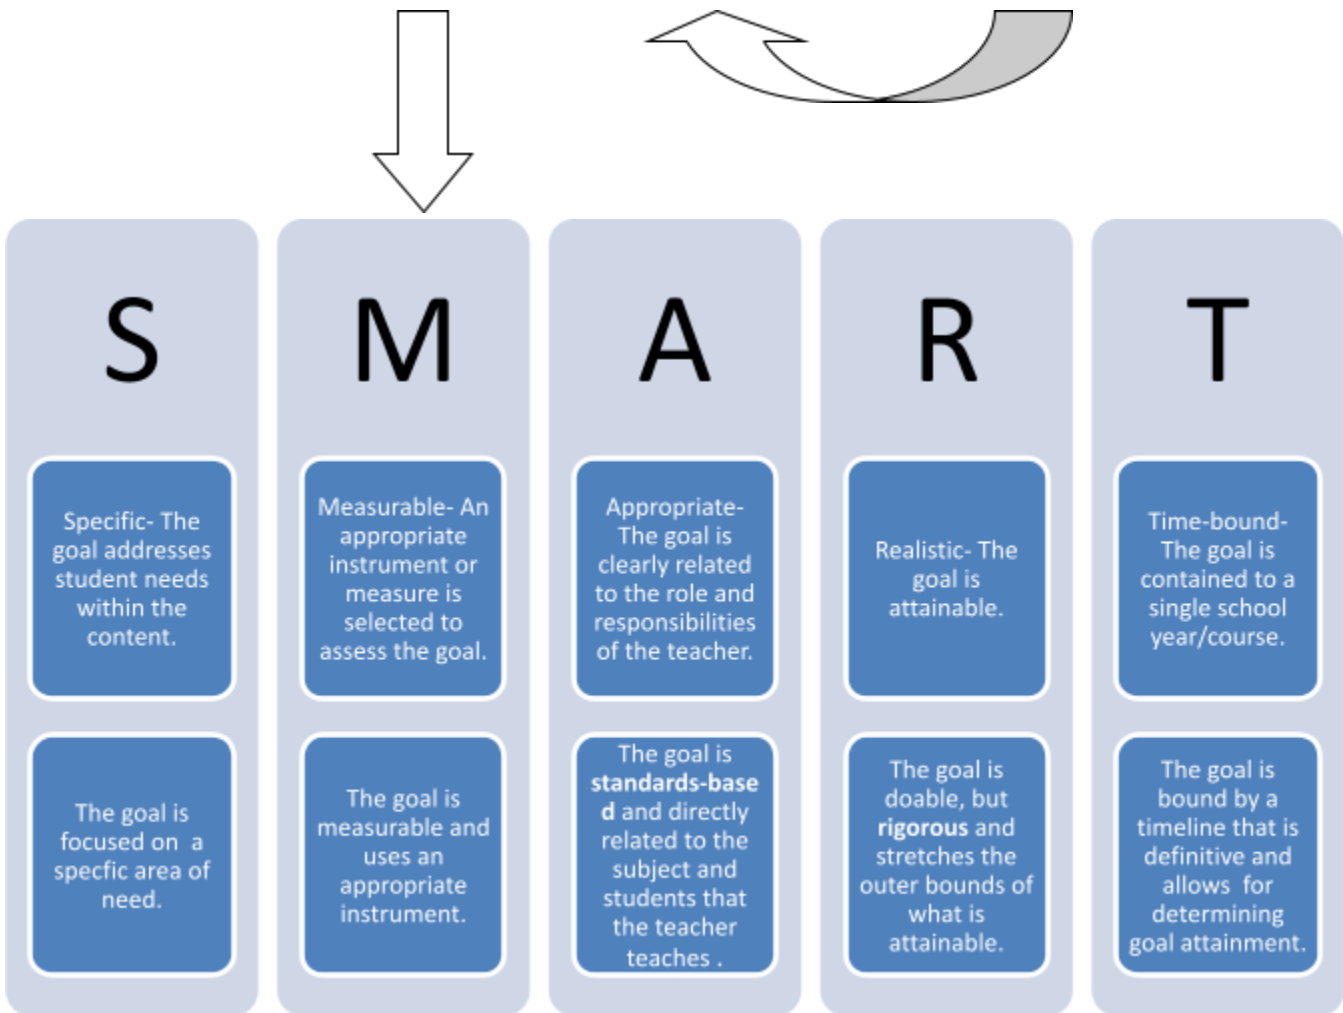 S
Specific- The
goal addresses
student needs
within the
content.
The goal is
focused on  a
specfic area of
need.
M
Measurable- An
appropriate
instrument or
measure is
selected to
assess the goal.
The goal is
measurable and
uses an
appropriate
instrument.
A
Appropriate-
The goal is
clearly related
to the role and
responsibilities
of the teacher.
The goal is
standards-base
d and directly
related to the
subject and
students that
the teacher
teaches .
R
Realistic- The
goal is
attainable.
The goal is
doable, but
rigorous and
stretches the
outer bounds of
what is
attainable.
T
Time-bound-
The goal is
contained to a
single school
year/course.
The goal is
bound by a
timeline that is
definitive and
allows  for
determining
goal attainment.